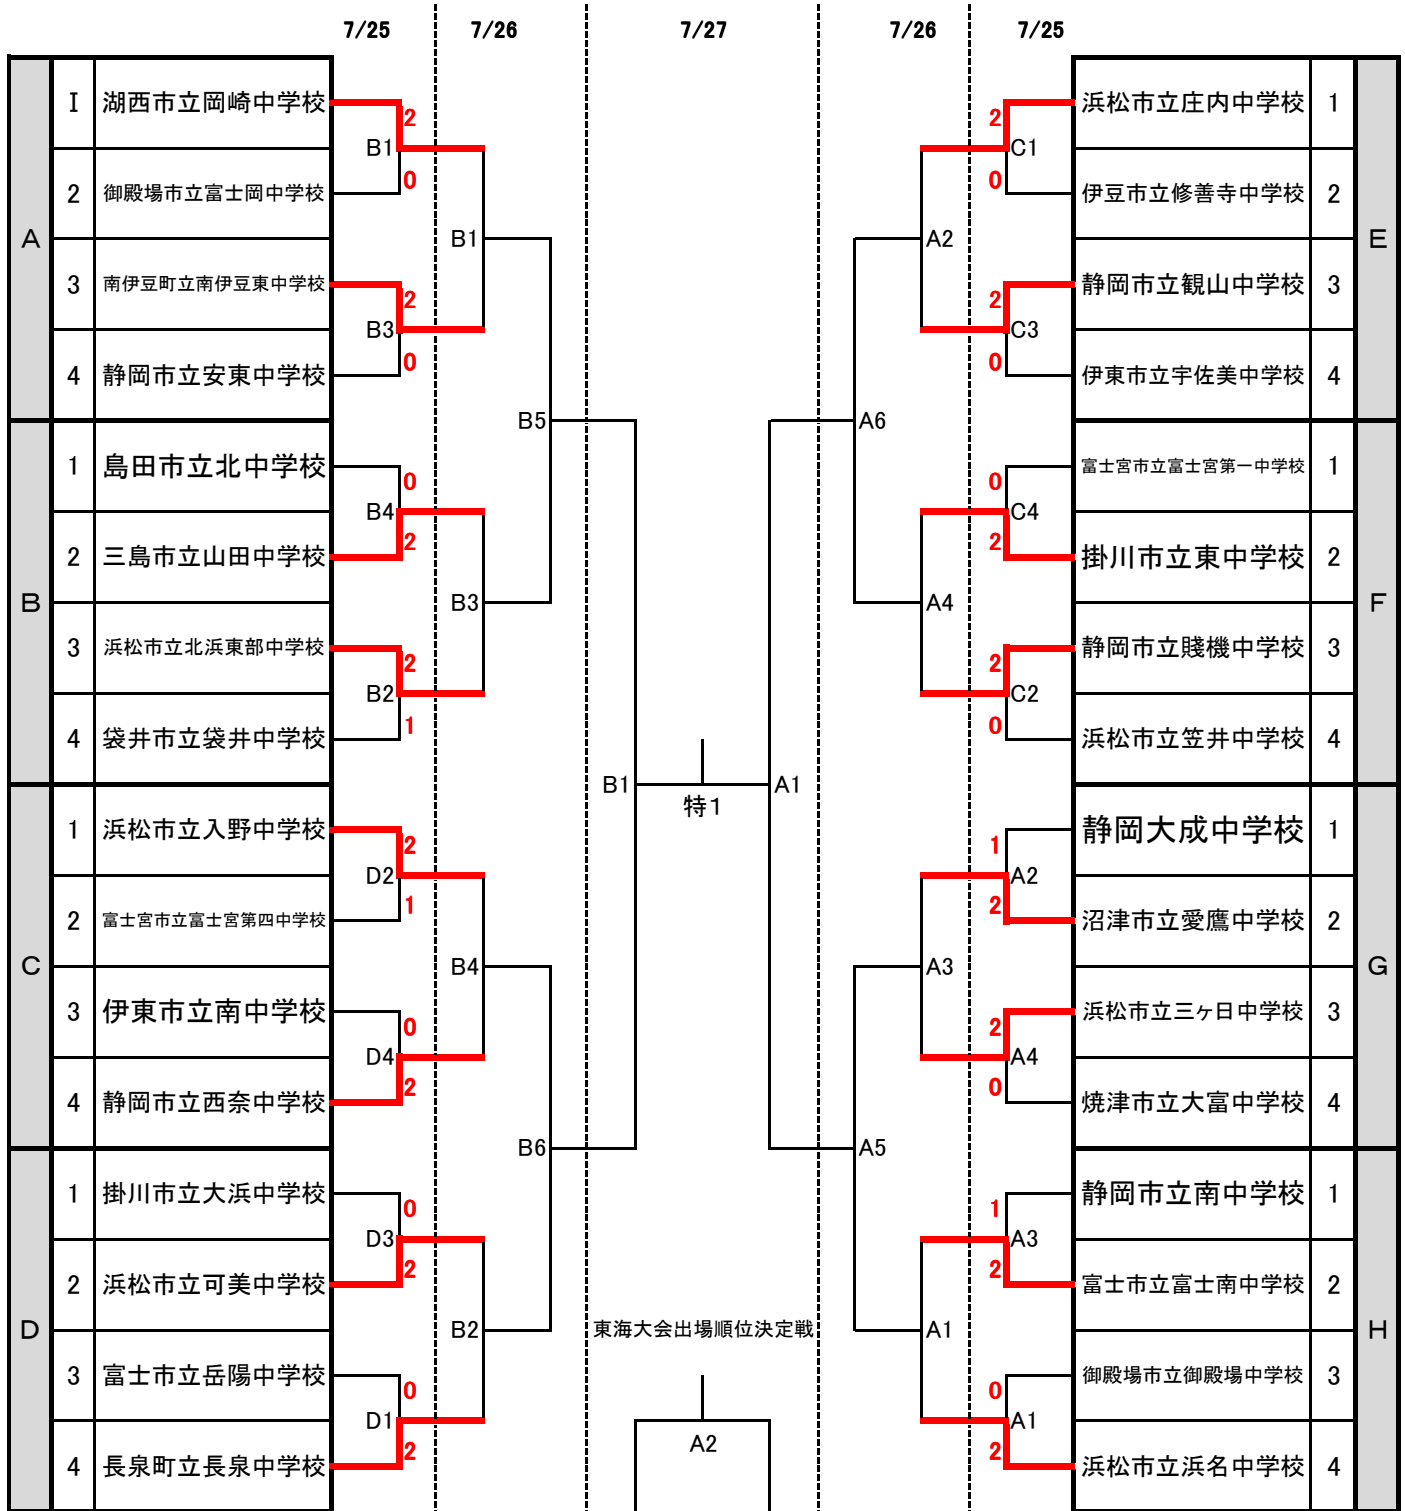 7/25 7/26 7/27 7/26 7/25
A
I 湖西市立岡崎中学校
2
B1
0
2 御殿場市立富士岡中学校
B1
3 南伊豆町立南伊豆東中学校
2
B3
0
4 静岡市立安東中学校
B5
B
1 島田市立北中学校
0
B4
2
2 三島市立山田中学校
B3
3 浜松市立北浜東部中学校
2
B2
1
4 袋井市立袋井中学校
B1
C
1 浜松市立入野中学校
2
D2
1
2 富士宮市立富士宮第四中学校
B4
3 伊東市立南中学校
0
D4
2
4 静岡市立西奈中学校
B6
D
1 掛川市立大浜中学校
0
D3
2
2 浜松市立可美中学校
B2
3 富士市立岳陽中学校
0
D1
2
4 長泉町立長泉中学校
特1
東海大会出場順位決定戦
A2
E
浜松市立庄内中学校 1
2
C1
0
伊豆市立修善寺中学校 2
A2
静岡市立観山中学校 3
2
C3
0
伊東市立宇佐美中学校 4
A6
F
富士宮市立富士宮第一中学校 1
0
C4
2
掛川市立東中学校 2
A4
静岡市立賤機中学校 3
2
C2
0
浜松市立笠井中学校 4
A1
G
静岡大成中学校 1
1
A2
2
沼津市立愛鷹中学校 2
A3
浜松市立三ヶ日中学校 3
2
A4
0
焼津市立大富中学校 4
A5
H
静岡市立南中学校 1
1
A3
2
富士市立富士南中学校 2
A1
御殿場市立御殿場中学校 3
0
A1
2
浜松市立浜名中学校 4